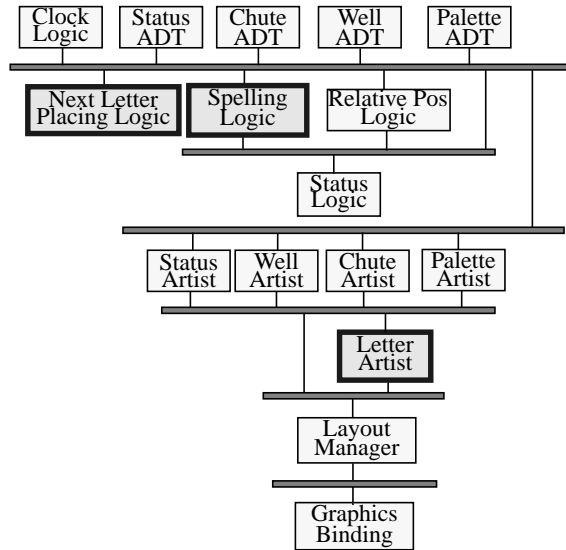 Clock
Logic
Status
ADT
Chute
ADT
Well
ADT
Palette
ADT
Next Letter
Placing Logic
Spelling
Logic
Relative Pos
Logic
Status
Logic
Status
Artist
Well
Artist
Chute
Artist
Palette
Artist
Letter
Artist
Layout
Manager
Graphics
Binding